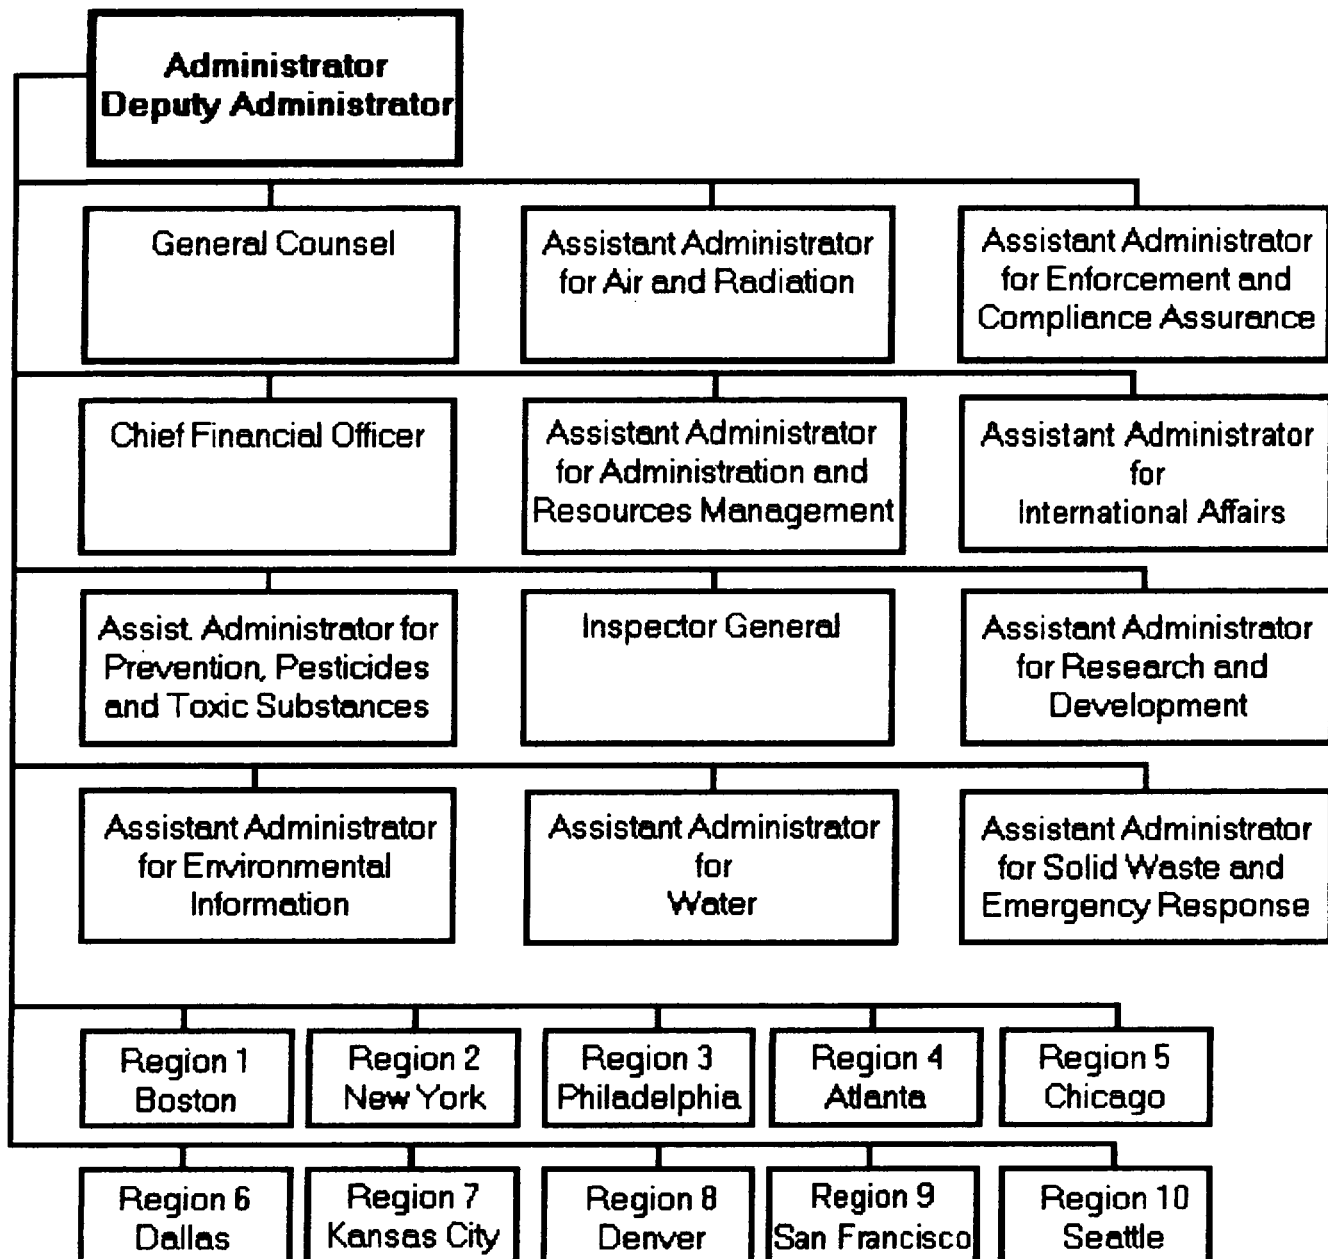 Administrator
Deputy Administrator
General Counsel
Assistant Administrator
for Air and Radiation
Assistant Administrator
for Enforcement and
Compliance Assurance
Chief Financial Officer
Assistant Administrator
for Administration and
Resources Management
Assistant Administrator
for
International Affairs
Assist. Administrator for
Prevention, Pesticides
and Toxic Substances
Inspector General
Assistant Administrator
for Research and
Development
Assistant Administrator
for Environmental
Information
Assistant Administrator
for
Water
Assistant Administrator
for Solid Waste and
Emergency Response
Region 1
Boston
Region 2
New York
Region 3
Philadelphia
Region 4
Atlanta
Region 5
Chicago
Region 6
Dallas
Region 7
Kansas City
Region 8
Denver
Region 9
San Francisco
Region 10
Seattle